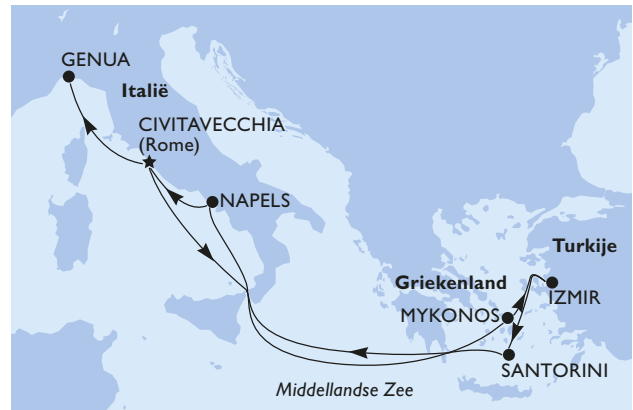 GENUA
Italië
CIVITAVECCHIA
(Rome)
NAPELS
Turkije
Griekenland
IZMIR
MYKONOS
SANTORINI
Middellandse Zee